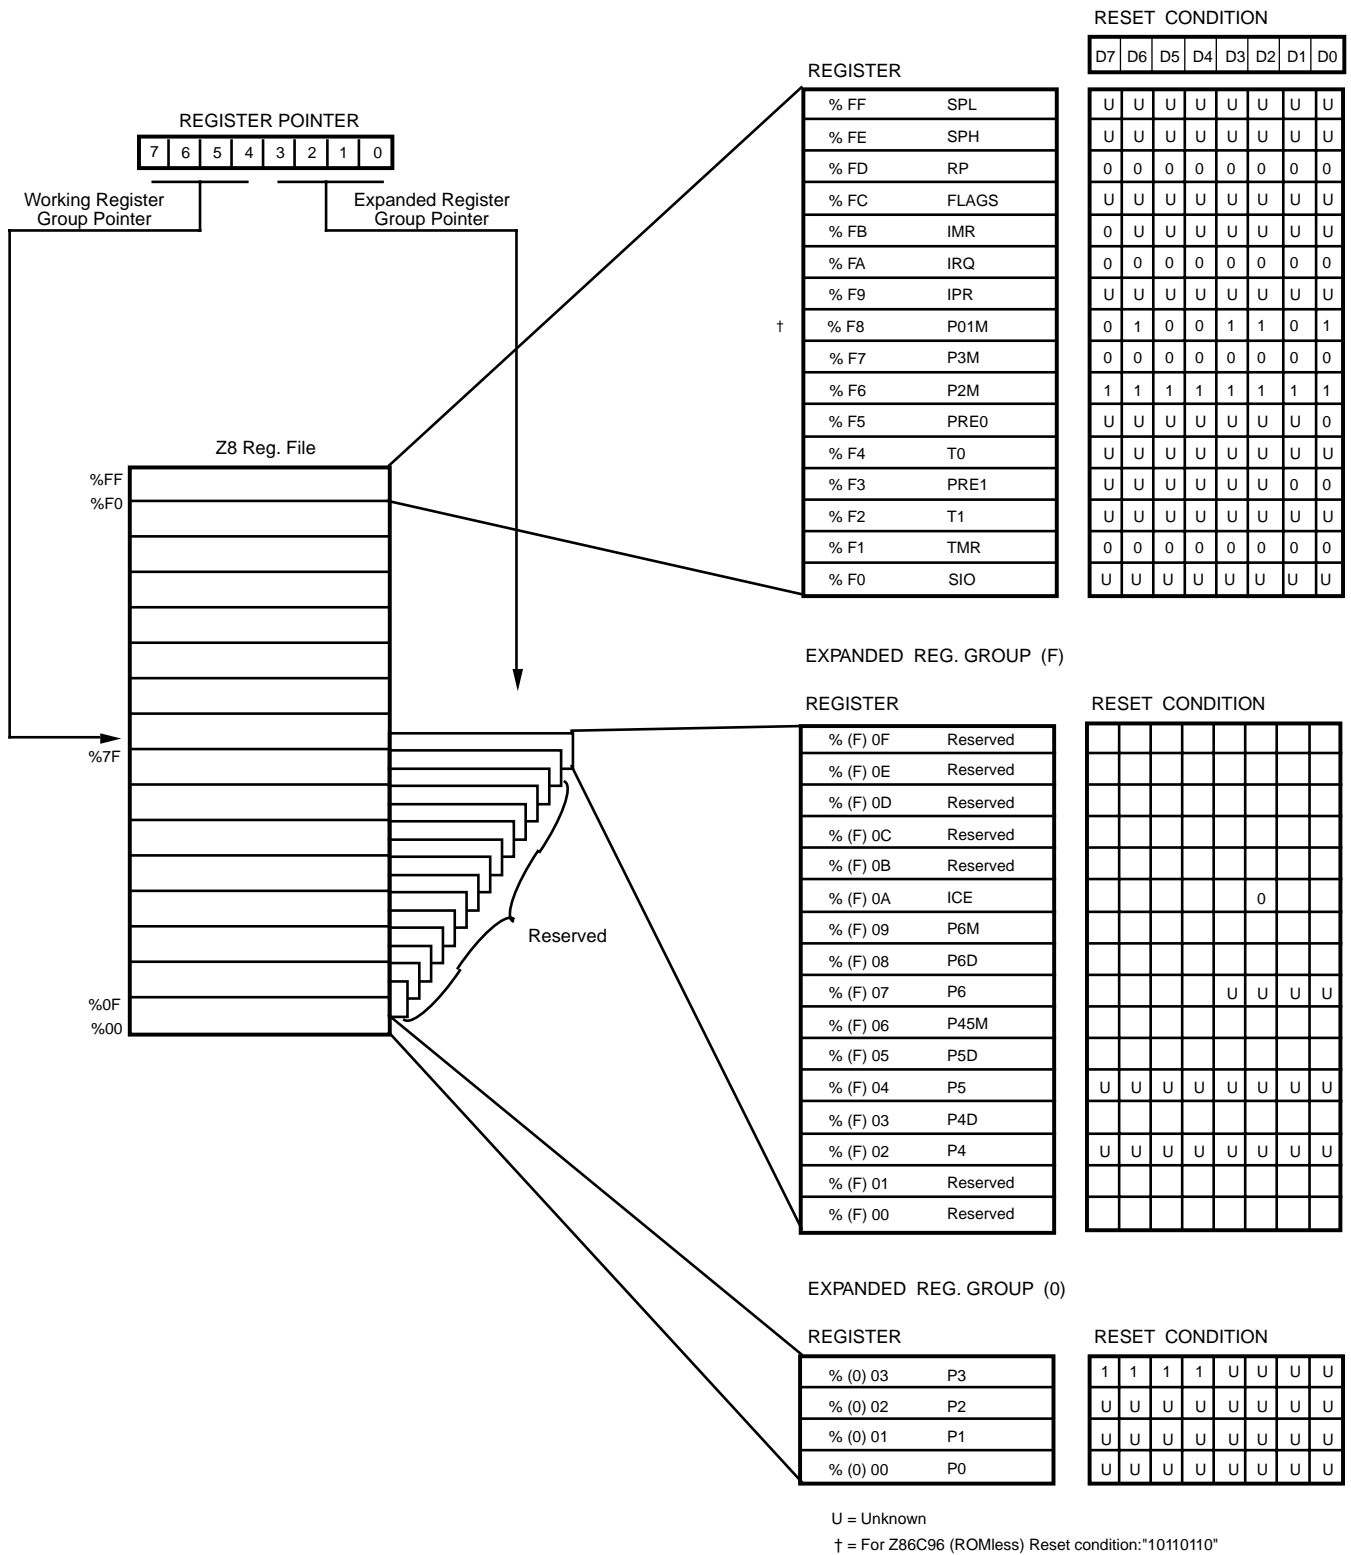 RESET CONDITION
D7 D6 D5 D4 D3 D2 D1 D0
REGISTER
% FF SPL U U U U U U U U
% FE SPH U U U U U U U U
% FD RP 0 0 0 0 0 0 0 0
% FC FLAGS U U U U U U U U
% FB IMR 0 U U U U U U U
% FA IRQ 0 0 0 0 0 0 0 0
% F9 IPR U U U U U U U U
† % F8 P01M 0 1 0 0 1 1 0 1
% F7 P3M 0 0 0 0 0 0 0 0
% F6 P2M 1 1 1 1 1 1 1 1
% F5 PRE0 U U U U U U U 0
% F4 T0 U U U U U U U U
% F3 PRE1 U U U U U U 0 0
% F2 T1 U U U U U U U U
% F1 TMR 0 0 0 0 0 0 0 0
% F0 SIO U U U U U U U U
REGISTER POINTER
7 6 5 4 3 2 1 0
Working Register
Group Pointer
Expanded Register
Group Pointer
Z8 Reg. File
%FF
%F0
%7F
%0F
%00
Reserved
EXPANDED REG. GROUP (F)
REGISTER RESET CONDITION
% (F) 0F Reserved
% (F) 0E Reserved
% (F) 0D Reserved
% (F) 0C Reserved
% (F) 0B Reserved
% (F) 0A ICE 0
% (F) 09 P6M
% (F) 08 P6D
% (F) 07 P6 U U U U
% (F) 06 P45M
% (F) 05 P5D
% (F) 04 P5 U U U U U U U U
% (F) 03 P4D
% (F) 02 P4 U U U U U U U U
% (F) 01 Reserved
% (F) 00 Reserved
EXPANDED REG. GROUP (0)
REGISTER RESET CONDITION
% (0) 03 P3 1 1 1 1 U U U U
% (0) 02 P2 U U U U U U U U
% (0) 01 P1 U U U U U U U U
% (0) 00 P0 U U U U U U U U
U = Unknown
† = For Z86C96 (ROMless) Reset condition:"10110110"